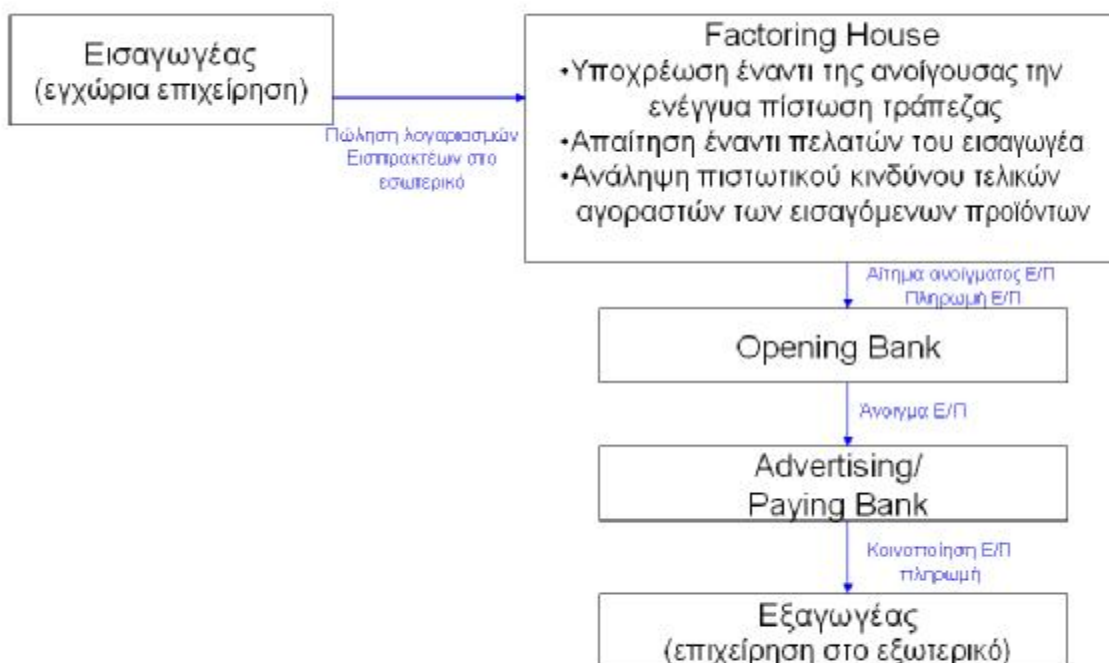 Εισαγωγέας
(εγχώρια επιχείρηση)
Πώληση λογαριασμών
Εισπρακτέων στο
εσωτερικό
Factoring House
•Υποχρέωση έναντι της ανοίγουσας την
ενέγγυα πίστωση τράπεζας
•Απαίτηση έναντι πελατών του εισαγωγέα
•Ανάληψη πιστωτικού κινδύνου τελικών
αγοραστών των εισαγόμενων προϊόντων
Αίτημα ανοίγματος Ε/Π
Πληρωμή Ε/Π
Opening Bank
Άνοιγμα Ε/Π
Advertising/
Paying Bank
Κοινοποίηση Ε/Π
πληρωμή
Εξαγωγέας
(επιχείρηση στο εξωτερικό)